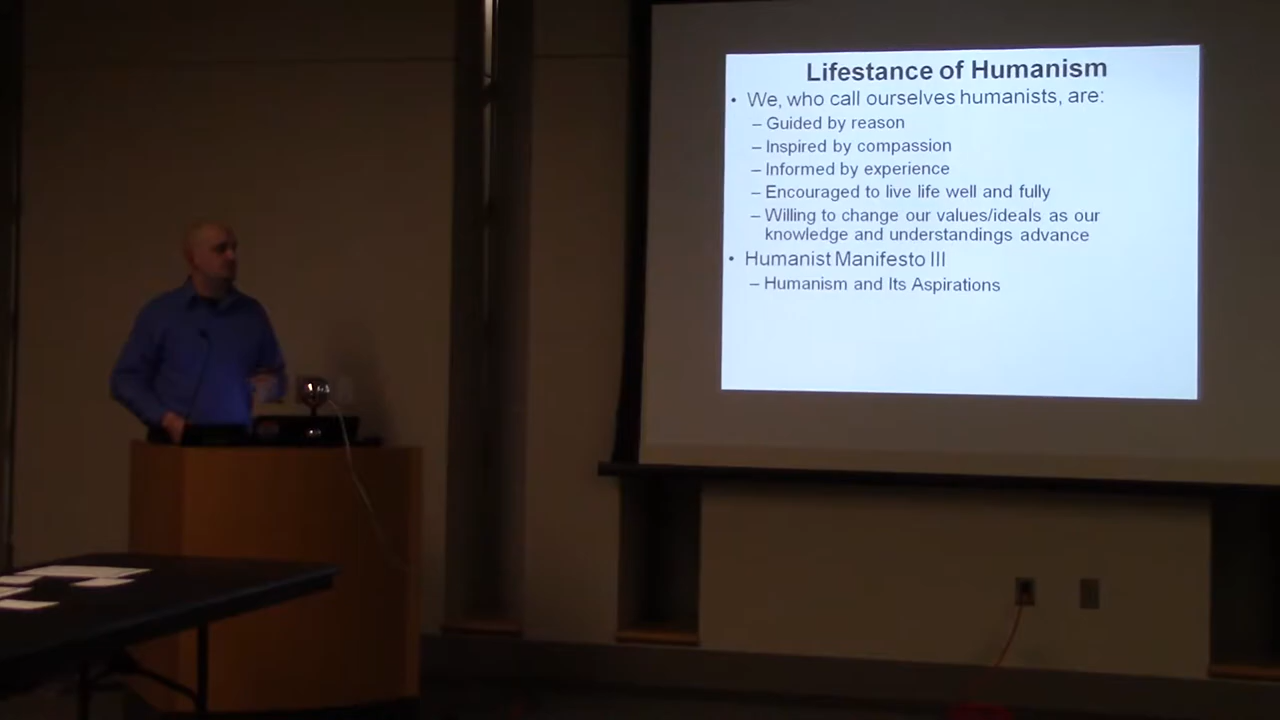 Lifestance of Humanism
• We, who call ourselves humanists, are:
– Guided by reason
– Inspired by compassion
– Informed by experience
– Encouraged to live life well and fully
– Willing to change our values/ideals as our
knowledge and understandings advance
• Humanist Manifesto III
– Humanism and Its Aspirations